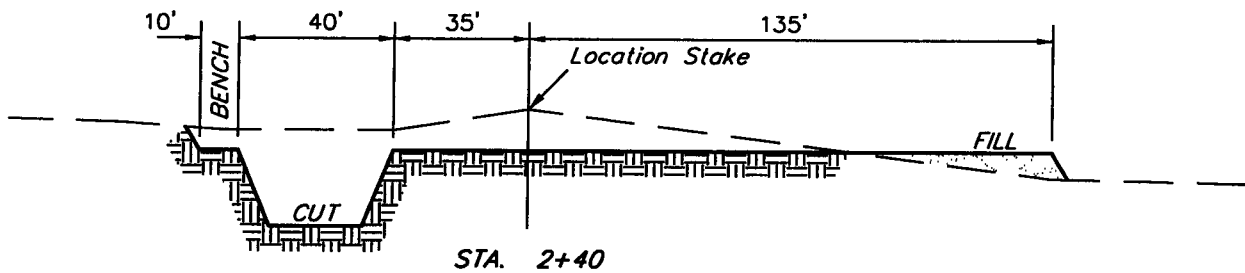 10' 40' 35' 135'
BENCH
Location Stake
FILL
CUT
STA. 2+40